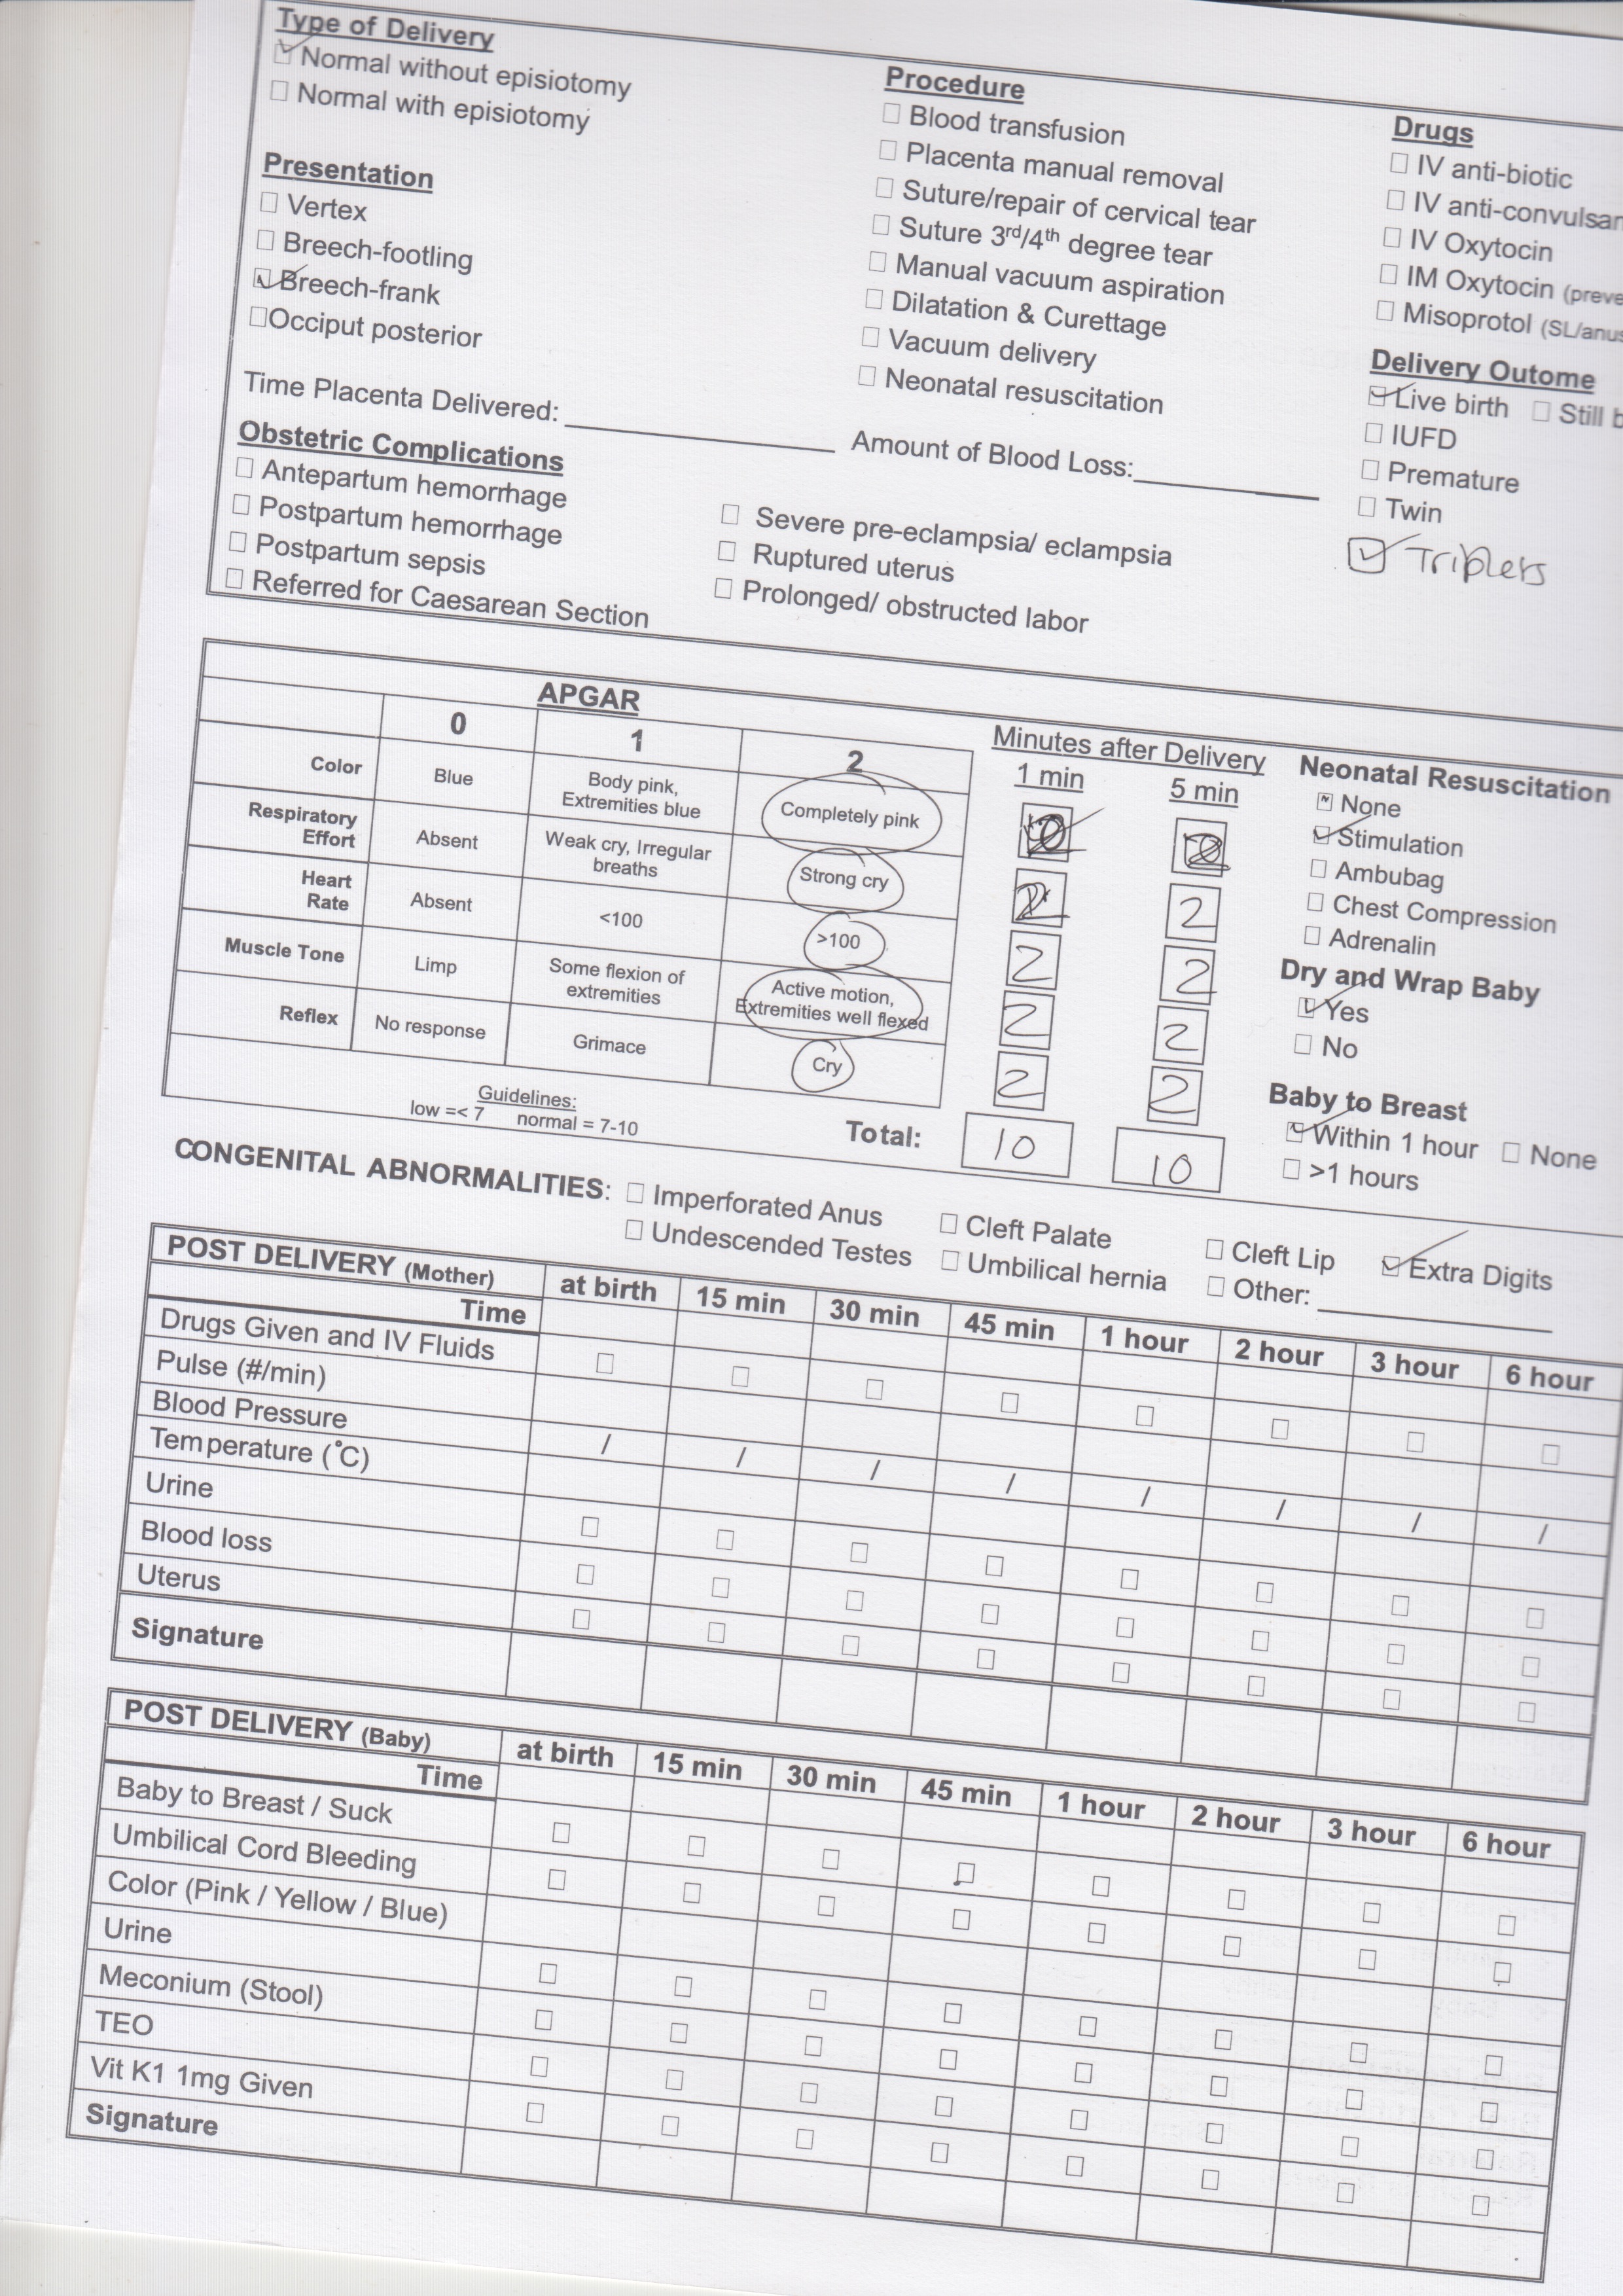 Type of Delivery
☑ Normal without episiotomy
☐ Normal with episiotomy
Presentation
☐ Vertex
☐ Breech-footling
☑ Breech-frank
☐ Occiput posterior
Procedure
☐ Blood transfusion
☐ Placenta manual removal
☐ Suture/repair of cervical tear
☐ Suture 3rd/4th degree tear
☐ Manual vacuum aspiration
☐ Dilatation & Curettage
☐ Vacuum delivery
☐ Neonatal resuscitation
Drugs
☐ IV anti-biotic
☐ IV anti-convulsan
☐ IV Oxytocin
☐ IM Oxytocin (preve
☐ Misoprotol (SL/anus
Delivery Outome
☑ Live birth ☐ Still b
☐ IUFD
☐ Premature
☐ Twin
☑ Triplets
Time Placenta Delivered: Amount of Blood Loss:
Obstetric Complications
☐ Antepartum hemorrhage
☐ Postpartum hemorrhage
☐ Postpartum sepsis
☐ Referred for Caesarean Section
☐ Severe pre-eclampsia/ eclampsia
☐ Ruptured uterus
☐ Prolonged/ obstructed labor
APGAR
0 1 2
Minutes after Delivery
1 min 5 min
Color Blue Body pink, Extremities blue Completely pink
Respiratory Effort Absent Weak cry, Irregular breaths Strong cry 2
Heart Rate Absent <100 >100 2 2
Muscle Tone Limp Some flexion of extremities Active motion, Extremities well flexed 2 2
Reflex No response Grimace Cry 2 2
Guidelines:
low =< 7 normal = 7-10
Total: 10 10
Neonatal Resuscitation
☐ None
☑ Stimulation
☐ Ambubag
☐ Chest Compression
☐ Adrenalin
Dry and Wrap Baby
☑ Yes
☐ No
Baby to Breast
☑ Within 1 hour ☐ None
☐ >1 hours
CONGENITAL ABNORMALITIES: ☐ Imperforated Anus ☐ Cleft Palate ☐ Cleft Lip ☑ Extra Digits
☐ Undescended Testes ☐ Umbilical hernia ☐ Other:
POST DELIVERY (Mother) at birth 15 min 30 min 45 min 1 hour 2 hour 3 hour 6 hour
Time
Drugs Given and IV Fluids ☐ ☐ ☐ ☐ ☐ ☐ ☐ ☐
Pulse (#/min)
Blood Pressure / / / / / / / /
Temperature (°C)
Urine ☐ ☐ ☐ ☐ ☐ ☐ ☐ ☐
Blood loss ☐ ☐ ☐ ☐ ☐ ☐ ☐ ☐
Uterus ☐ ☐ ☐ ☐ ☐ ☐ ☐ ☐
Signature
POST DELIVERY (Baby) at birth 15 min 30 min 45 min 1 hour 2 hour 3 hour 6 hour
Time
Baby to Breast / Suck ☐ ☐ ☐ ☐ ☐ ☐ ☐ ☐
Umbilical Cord Bleeding ☐ ☐ ☐ ☐ ☐ ☐ ☐ ☐
Color (Pink / Yellow / Blue)
Urine ☐ ☐ ☐ ☐ ☐ ☐ ☐ ☐
Meconium (Stool) ☐ ☐ ☐ ☐ ☐ ☐ ☐ ☐
TEO ☐ ☐ ☐ ☐ ☐ ☐ ☐ ☐
Vit K1 1mg Given ☐ ☐ ☐ ☐ ☐ ☐ ☐ ☐
Signature